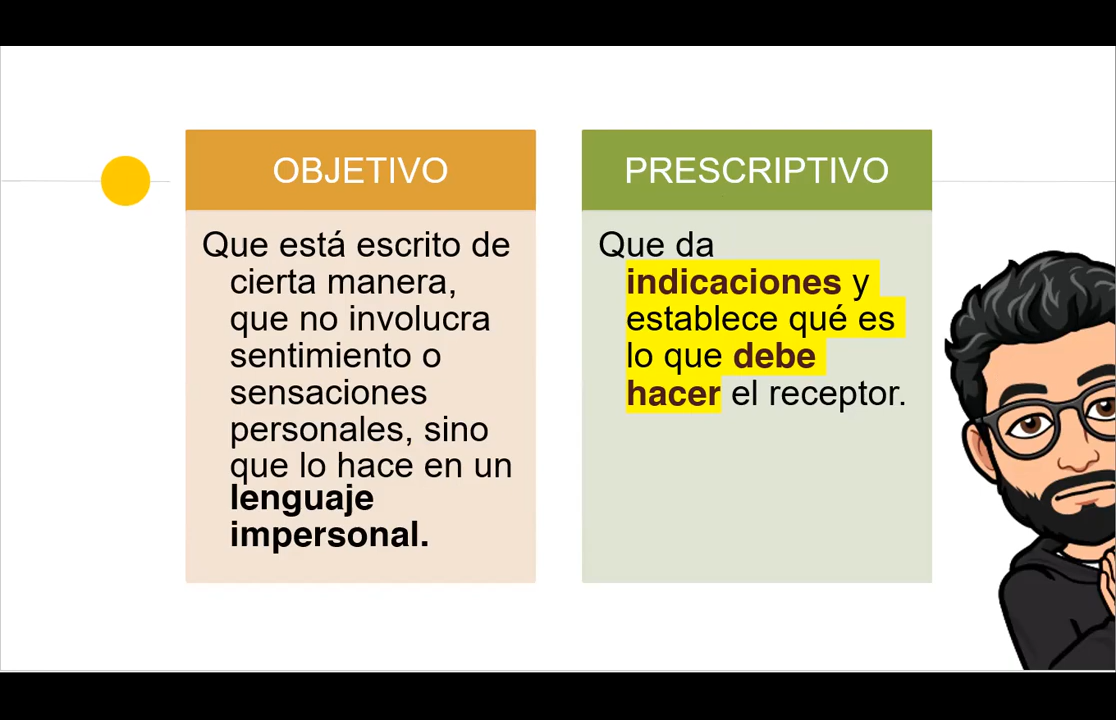 OBJETIVO
Que está escrito de
cierta manera,
que no involucra
sentimiento o
sensaciones
personales, sino
que lo hace en un
lenguaje
impersonal.
PRESCRIPTIVO
Que da
indicaciones y
establece qué es
lo que debe
hacer el receptor.